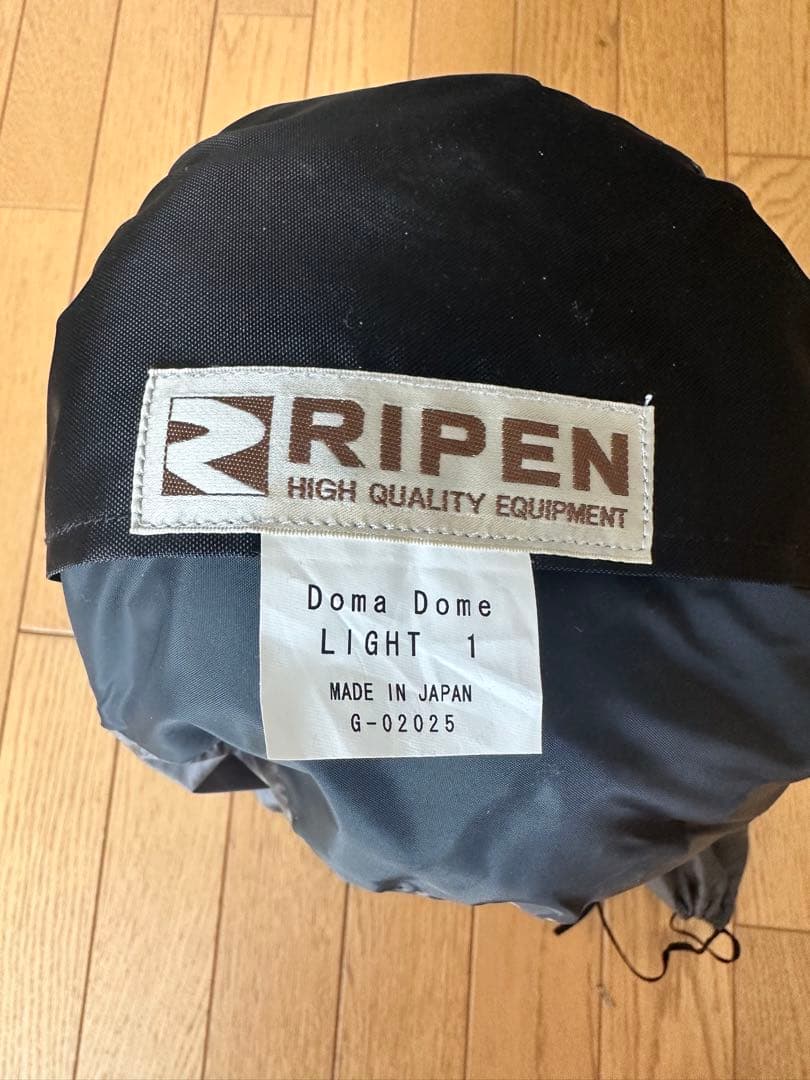 RIPEN
HIGH QUALITY EQUIPMENT
Doma Dome
LIGHT 1
MADE IN JAPAN
G-02025